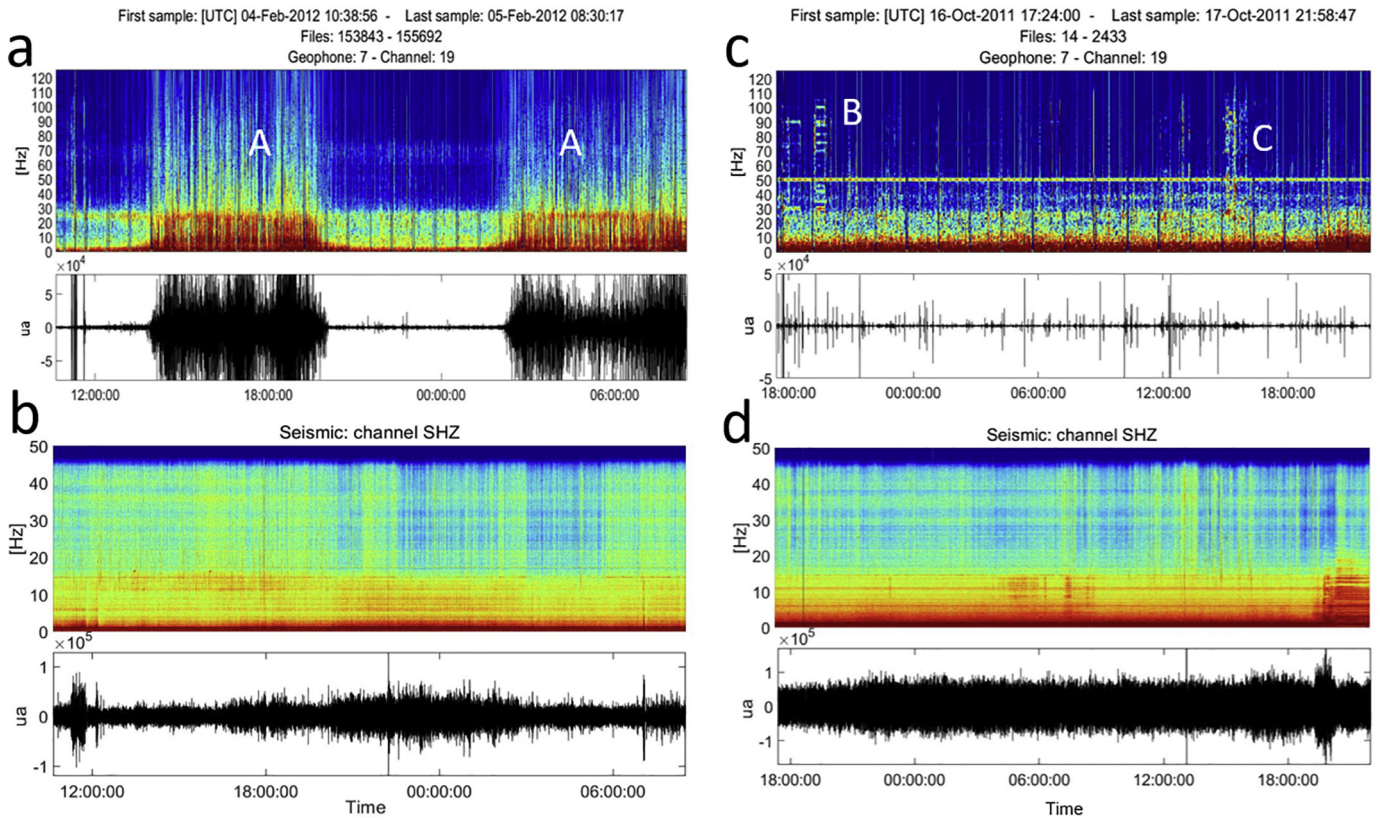 First sample: [UTC] 04-Feb-2012 10:38:56 - Last sample: 05-Feb-2012 08:30:17
Files: 153843 - 155692
Geophone: 7 - Channel: 19
a
120
110
100
90
80
70
60
50
40
30
20
10
0
[Hz]
A
A
×10⁴
5
0
-5
ua
12:00:00 18:00:00 00:00:00 06:00:00
b
Seismic: channel SHZ
50
40
30
20
10
0
[Hz]
×10⁵
1
0
-1
ua
12:00:00 18:00:00 00:00:00 06:00:00
Time
First sample: [UTC] 16-Oct-2011 17:24:00 - Last sample: 17-Oct-2011 21:58:47
Files: 14 - 2433
Geophone: 7 - Channel: 19
c
120
110
100
90
80
70
60
50
40
30
20
10
0
[Hz]
B
C
×10⁴
5
0
-5
ua
18:00:00 00:00:00 06:00:00 12:00:00 18:00:00
d
Seismic: channel SHZ
50
40
30
20
10
0
[Hz]
×10⁵
1
0
-1
ua
18:00:00 00:00:00 06:00:00 12:00:00 18:00:00
Time